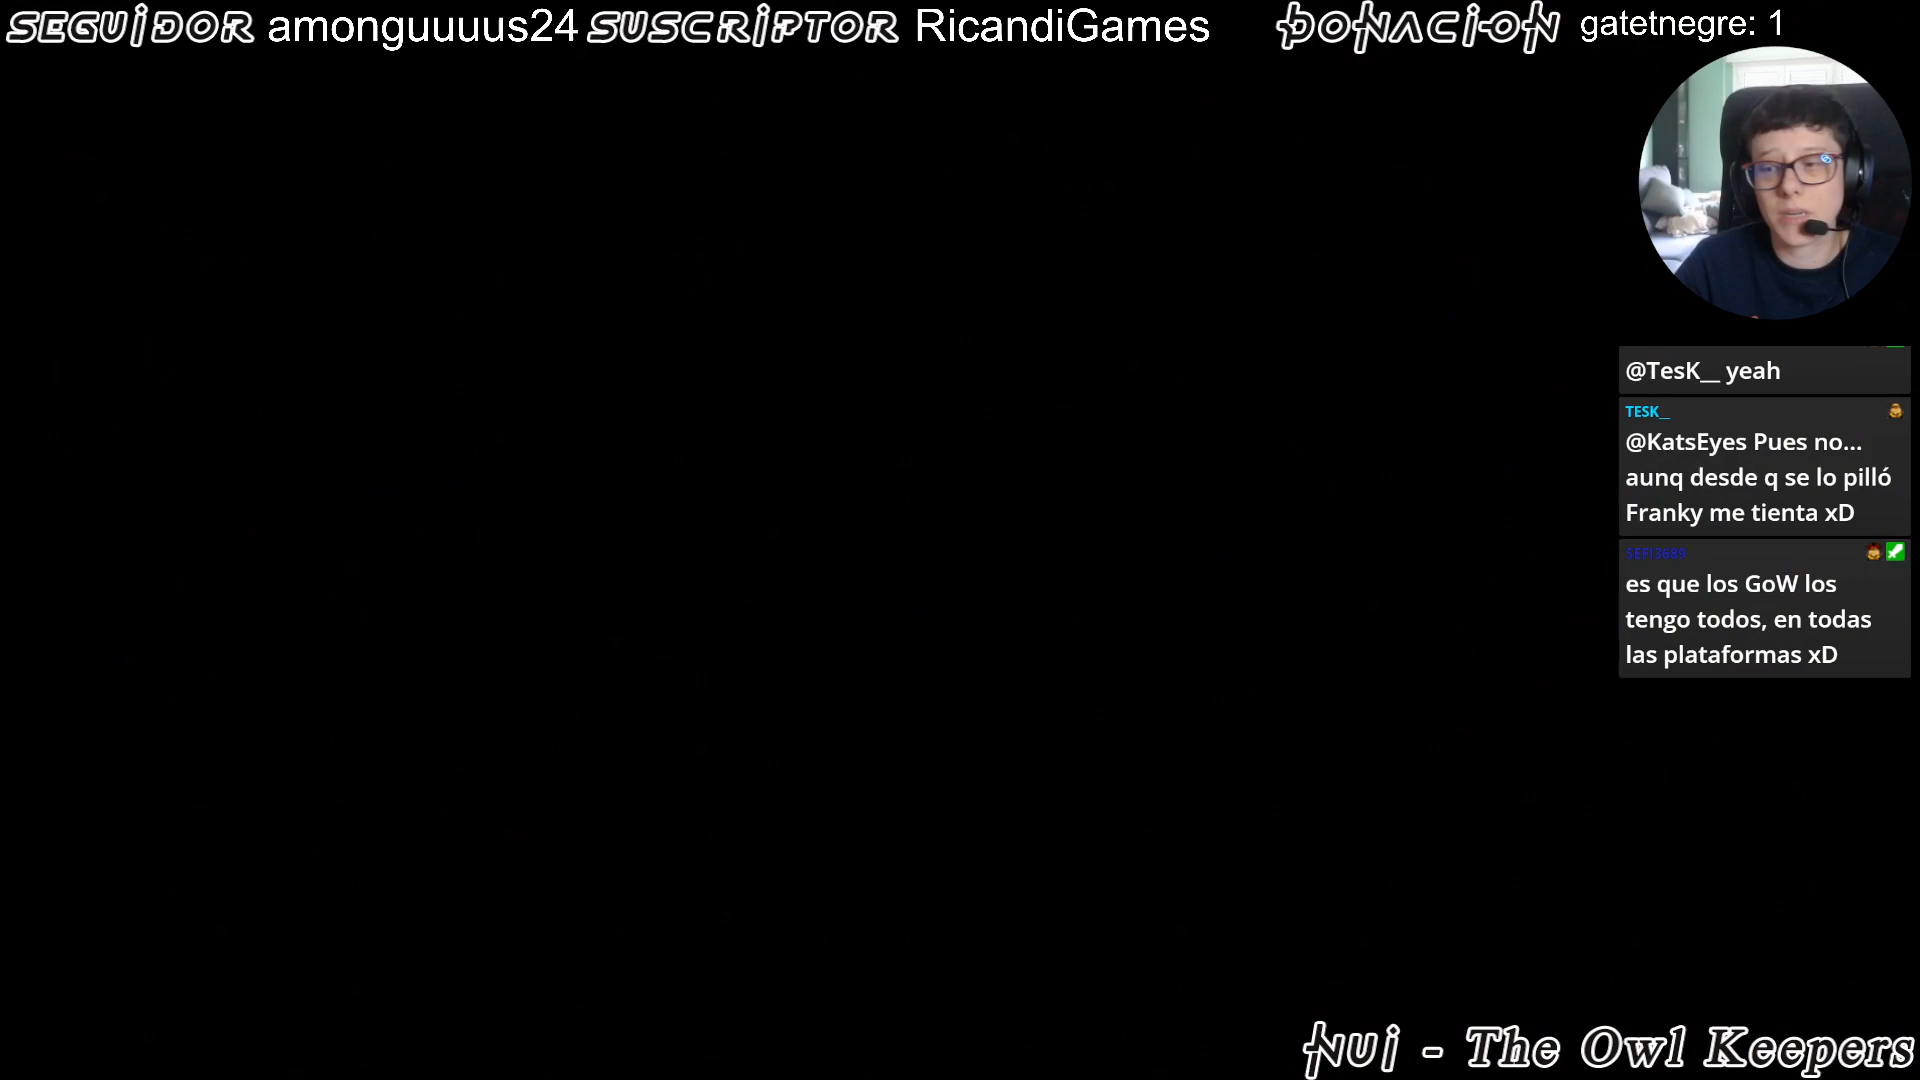 SEGUIDOR amonguuuus24 SUSCRIPTOR RicandiGames DONACION gatetnegre: 1
@TesK__ yeah
TESK__
@KatsEyes Pues no...
aunq desde q se lo pilló
Franky me tienta xD
SEFI3689
es que los GoW los
tengo todos, en todas
las plataformas xD
Nui - The Owl Keepers